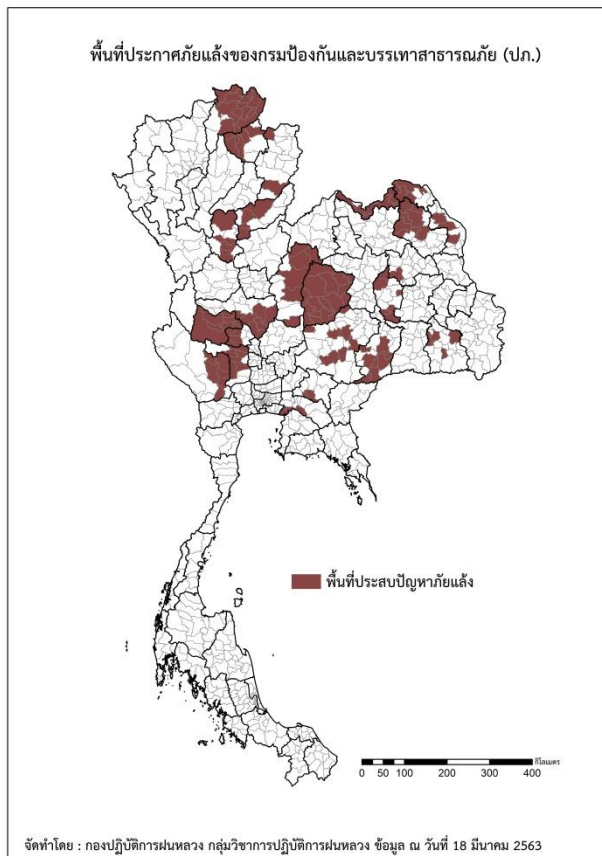 พื้นที่ประกาศภัยแล้งของกรมป้องกันและบรรเทาสาธารณภัย (ปภ.)
พื้นที่ประสบปัญหาภัยแล้ง
กิโลเมตร
0 50 100 200 300 400
จัดทำโดย : กองปฏิบัติการฝนหลวง กลุ่มวิชาการปฏิบัติการฝนหลวง ข้อมูล ณ วันที่ 18 มีนาคม 2563